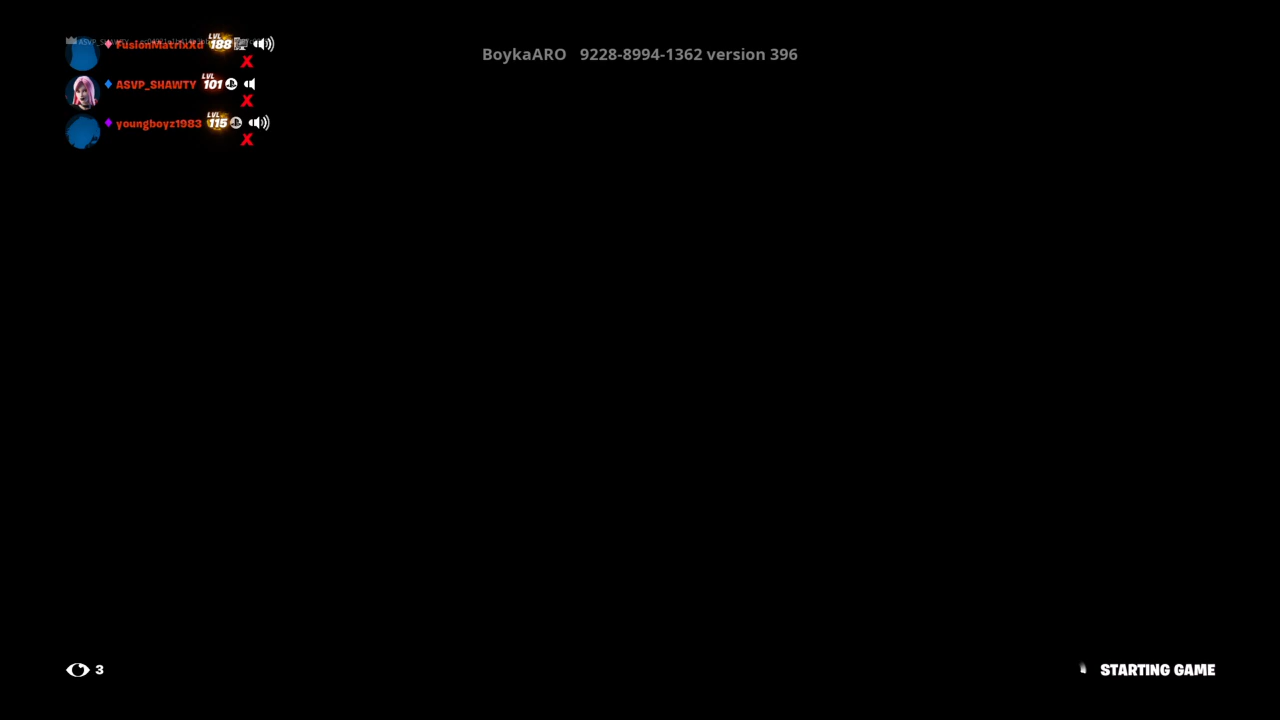 FusionMatrixXd LVL 188
X
ASVP_SHAWTY LVL 101
X
youngboyz1983 LVL 115
X
BoykaARO 9228-8994-1362 version 396
3
STARTING GAME